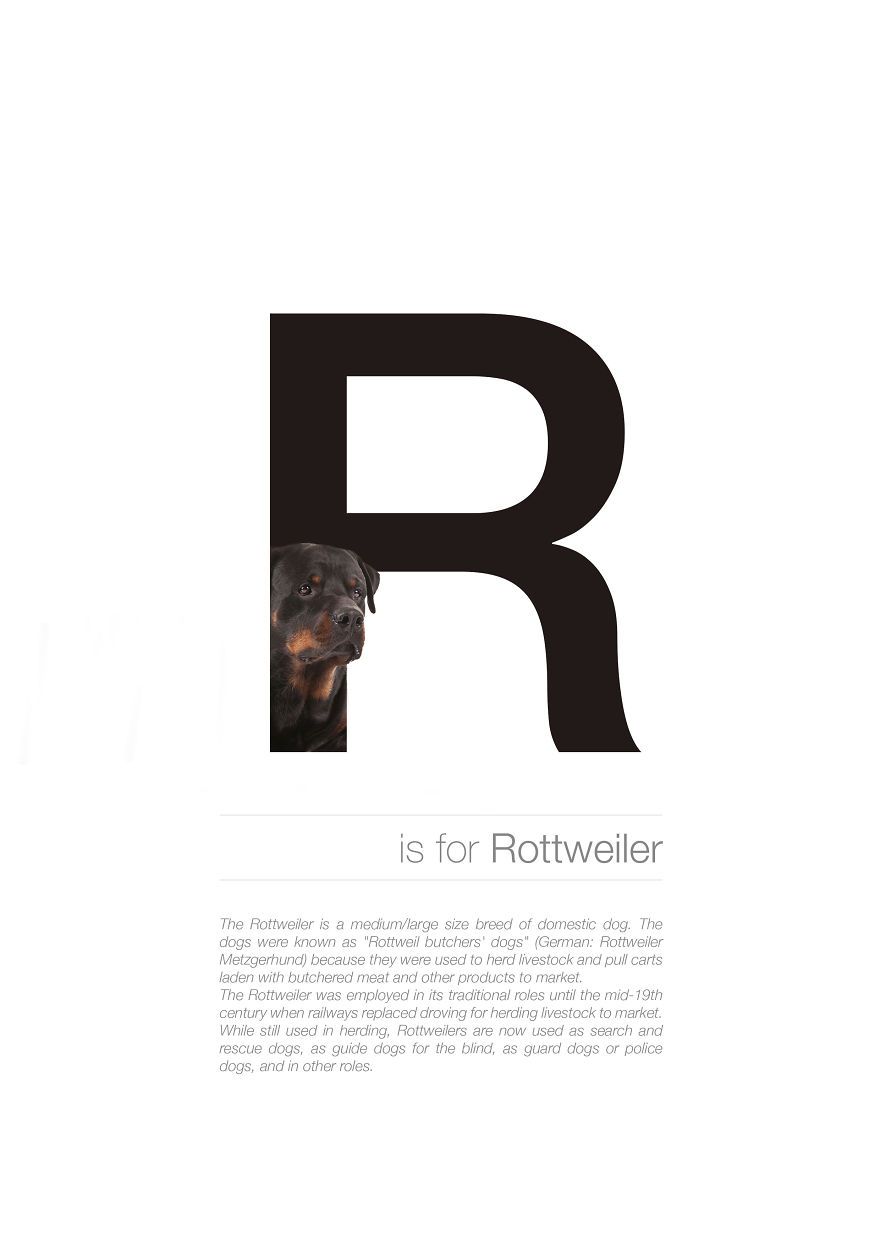 R
is for Rottweiler
The Rottweiler is a medium/large size breed of domestic dog. The
dogs were known as "Rottweil butchers' dogs" (German: Rottweiler
Metzgerhund) because they were used to herd livestock and pull carts
laden with butchered meat and other products to market.
The Rottweiler was employed in its traditional roles until the mid-19th
century when railways replaced droving for herding livestock to market.
While still used in herding, Rottweilers are now used as search and
rescue dogs, as guide dogs for the blind, as guard dogs or police
dogs, and in other roles.